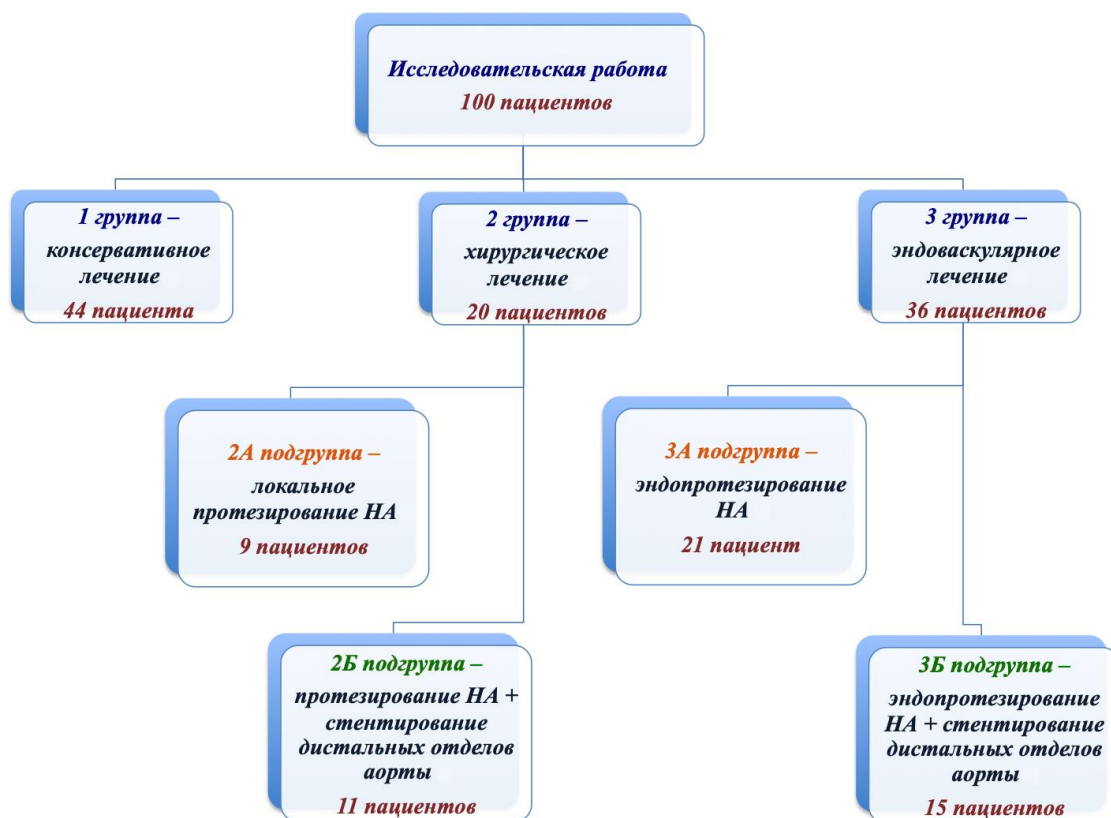 Исследовательская работа
100 пациентов
1 группа –
консервативное
лечение
44 пациента
2 группа –
хирургическое
лечение
20 пациентов
3 группа –
эндоваскулярное
лечение
36 пациентов
2А подгруппа –
локальное
протезирование НА
9 пациентов
3А подгруппа –
эндопротезирование
НА
21 пациент
2Б подгруппа –
протезирование НА +
стентирование
дистальных отделов
аорты
11 пациентов
3Б подгруппа –
эндопротезирование
НА + стентирование
дистальных отделов
аорты
15 пациентов